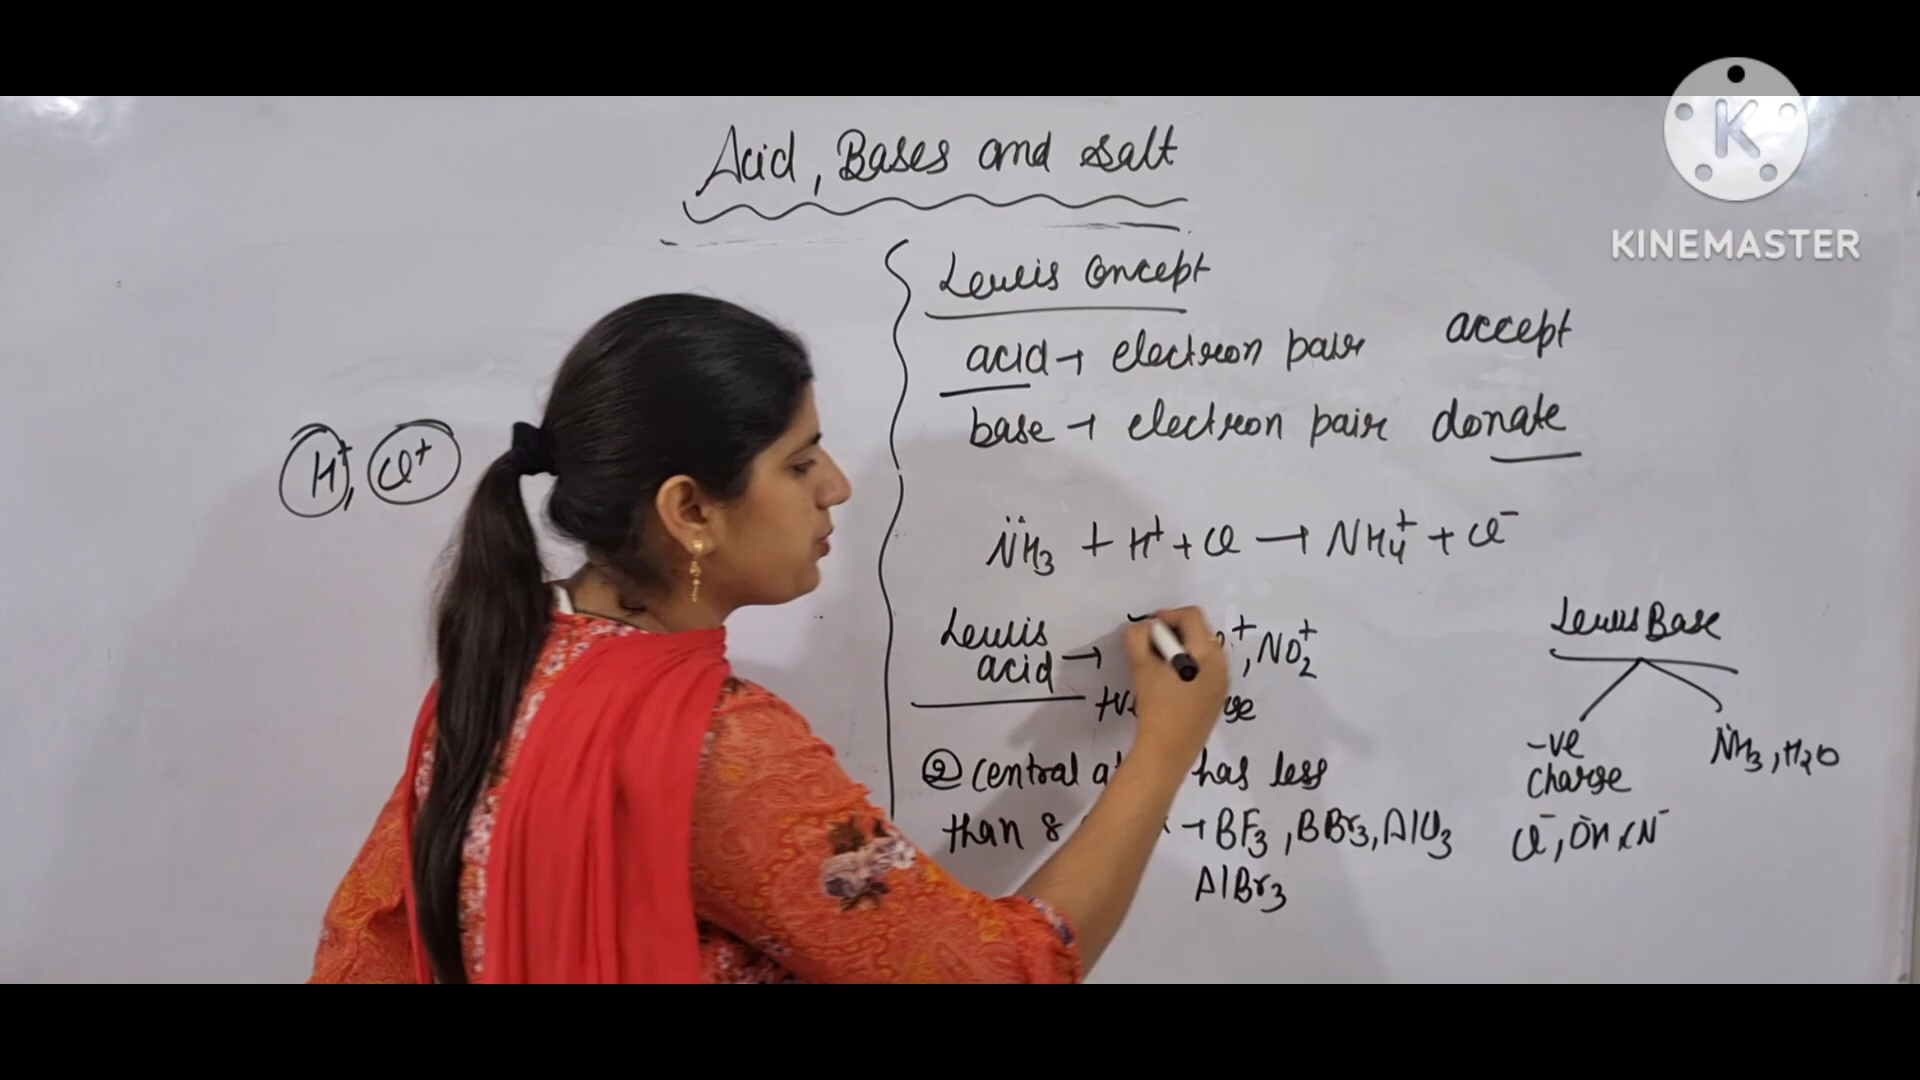 K
KINEMASTER
Acid, Bases and salt
Lewis Concept
acid → electron pair accept
base → electron pair donate
H⁺, Cl⁺
N̈H₃ + H⁺ + Cl → NH₄⁺ + Cl⁻
Lewis
acid → ⁺, NO₂⁺
② central has less
than 8 → BF₃, BBr₃, AlCl₃
AlBr₃
Lewis Base
-ve
charge
N̈H₃, H₂O
Cl⁻, OH⁻, CN⁻